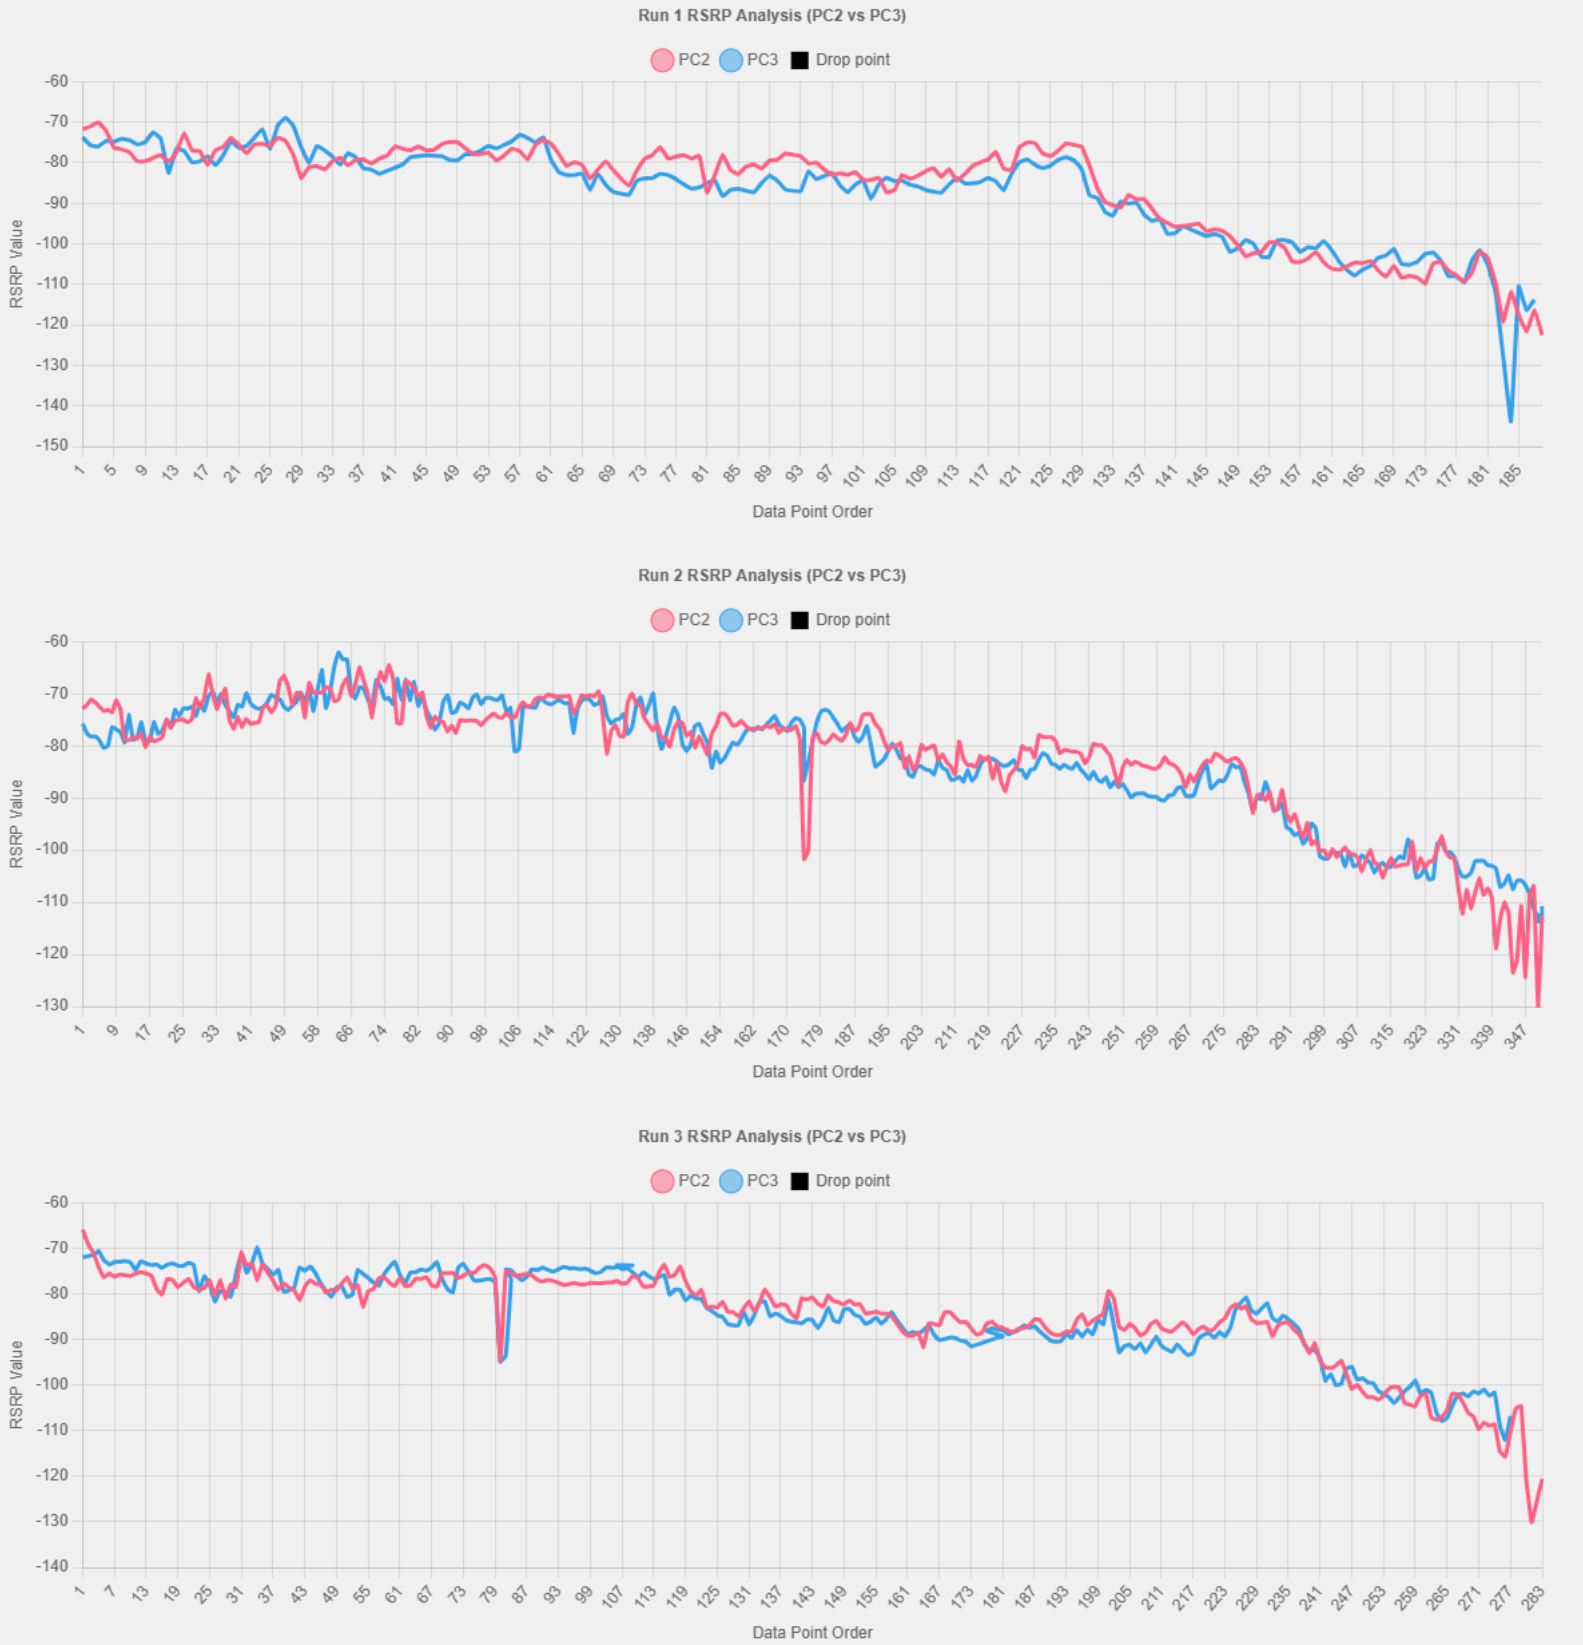 Run 1 RSRP Analysis (PC2 vs PC3)
PC2 PC3 Drop point
-60
-70
-80
-90
-100
-110
-120
-130
-140
-150
RSRP Value
1 5 9 13 17 21 25 29 33 37 41 45 49 53 57 61 65 69 73 77 81 85 89 93 97 101 105 109 113 117 121 125 129 133 137 141 145 149 153 157 161 165 169 173 177 181 185
Data Point Order
Run 2 RSRP Analysis (PC2 vs PC3)
PC2 PC3 Drop point
-60
-70
-80
-90
-100
-110
-120
-130
RSRP Value
1 9 17 25 33 41 49 58 66 74 82 90 98 106 114 122 130 138 146 154 162 170 179 187 195 203 211 219 227 235 243 251 259 267 275 283 291 299 307 315 323 331 339 347
Data Point Order
Run 3 RSRP Analysis (PC2 vs PC3)
PC2 PC3 Drop point
-60
-70
-80
-90
-100
-110
-120
-130
-140
RSRP Value
1 7 13 19 25 31 37 43 49 55 61 67 73 79 87 93 99 107 113 119 125 131 137 143 149 155 161 167 173 181 187 193 199 205 211 217 223 229 235 241 247 253 259 265 271 277 283
Data Point Order